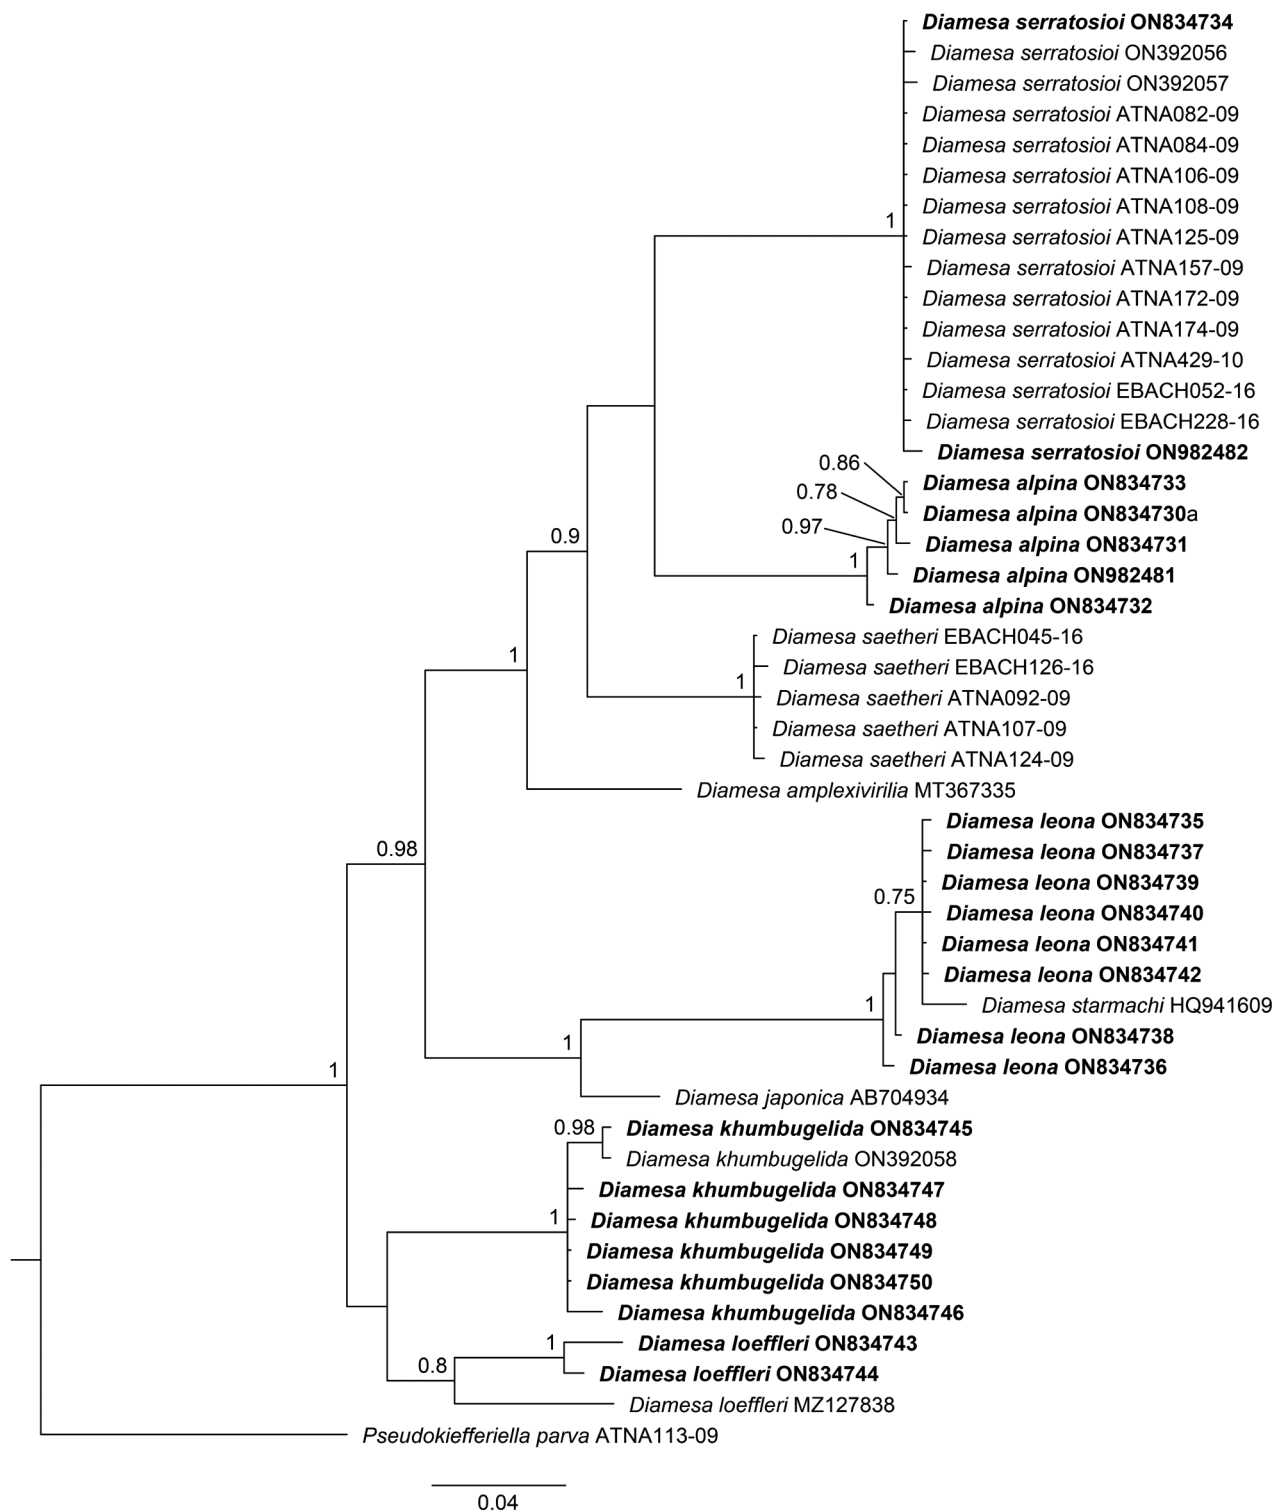 Diamesa serratosioi ON834734
Diamesa serratosioi ON392056
Diamesa serratosioi ON392057
Diamesa serratosioi ATNA082-09
Diamesa serratosioi ATNA084-09
Diamesa serratosioi ATNA106-09
Diamesa serratosioi ATNA108-09
1
Diamesa serratosioi ATNA125-09
Diamesa serratosioi ATNA157-09
Diamesa serratosioi ATNA172-09
Diamesa serratosioi ATNA174-09
Diamesa serratosioi ATNA429-10
Diamesa serratosioi EBACH052-16
Diamesa serratosioi EBACH228-16
Diamesa serratosioi ON982482
0.86
Diamesa alpina ON834733
0.78
Diamesa alpina ON834730a
0.97
Diamesa alpina ON834731
0.9
1
Diamesa alpina ON982481
Diamesa alpina ON834732
Diamesa saetheri EBACH045-16
1
Diamesa saetheri EBACH126-16
1
Diamesa saetheri ATNA092-09
Diamesa saetheri ATNA107-09
Diamesa saetheri ATNA124-09
Diamesa amplexivirilia MT367335
Diamesa leona ON834735
0.98
Diamesa leona ON834737
Diamesa leona ON834739
0.75
Diamesa leona ON834740
Diamesa leona ON834741
Diamesa leona ON834742
1
Diamesa starmachi HQ941609
Diamesa leona ON834738
1
Diamesa leona ON834736
1
Diamesa japonica AB704934
0.98
Diamesa khumbugelida ON834745
Diamesa khumbugelida ON392058
Diamesa khumbugelida ON834747
1
Diamesa khumbugelida ON834748
Diamesa khumbugelida ON834749
Diamesa khumbugelida ON834750
Diamesa khumbugelida ON834746
1
Diamesa loeffleri ON834743
0.8
Diamesa loeffleri ON834744
Diamesa loeffleri MZ127838
Pseudokiefferiella parva ATNA113-09
0.04